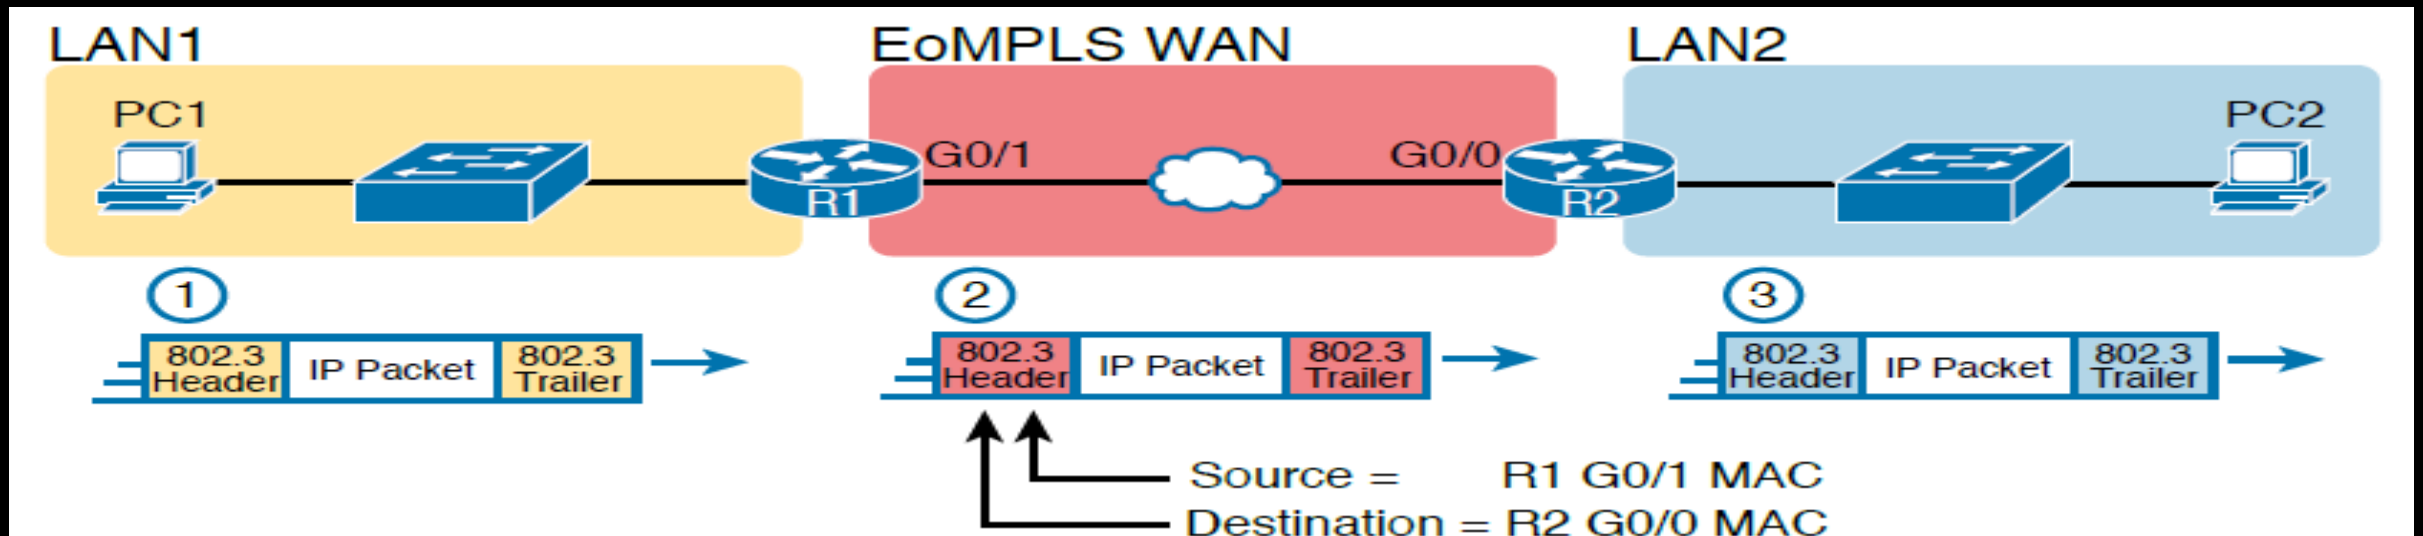 LAN1
EoMPLS WAN
LAN2
PC1
PC2
G0/1
G0/0
R1
R2
1
2
3
802.3
Header
IP Packet
802.3
Trailer
802.3
Header
IP Packet
802.3
Trailer
802.3
Header
IP Packet
802.3
Trailer
Source = R1 G0/1 MAC
Destination = R2 G0/0 MAC